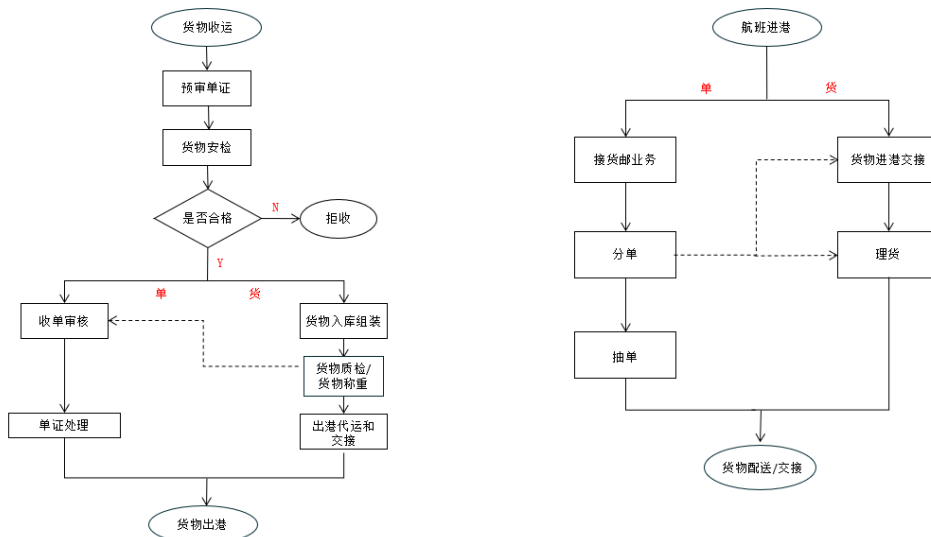 货物收运
预审单证
货物安检
是否合格
N
拒收
Y
单
货
收单审核
货物入库组装
货物质检/
货物称重
单证处理
出港代运和
交接
货物出港
航班进港
单
货
接货邮业务
货物进港交接
分单
理货
抽单
货物配送/交接